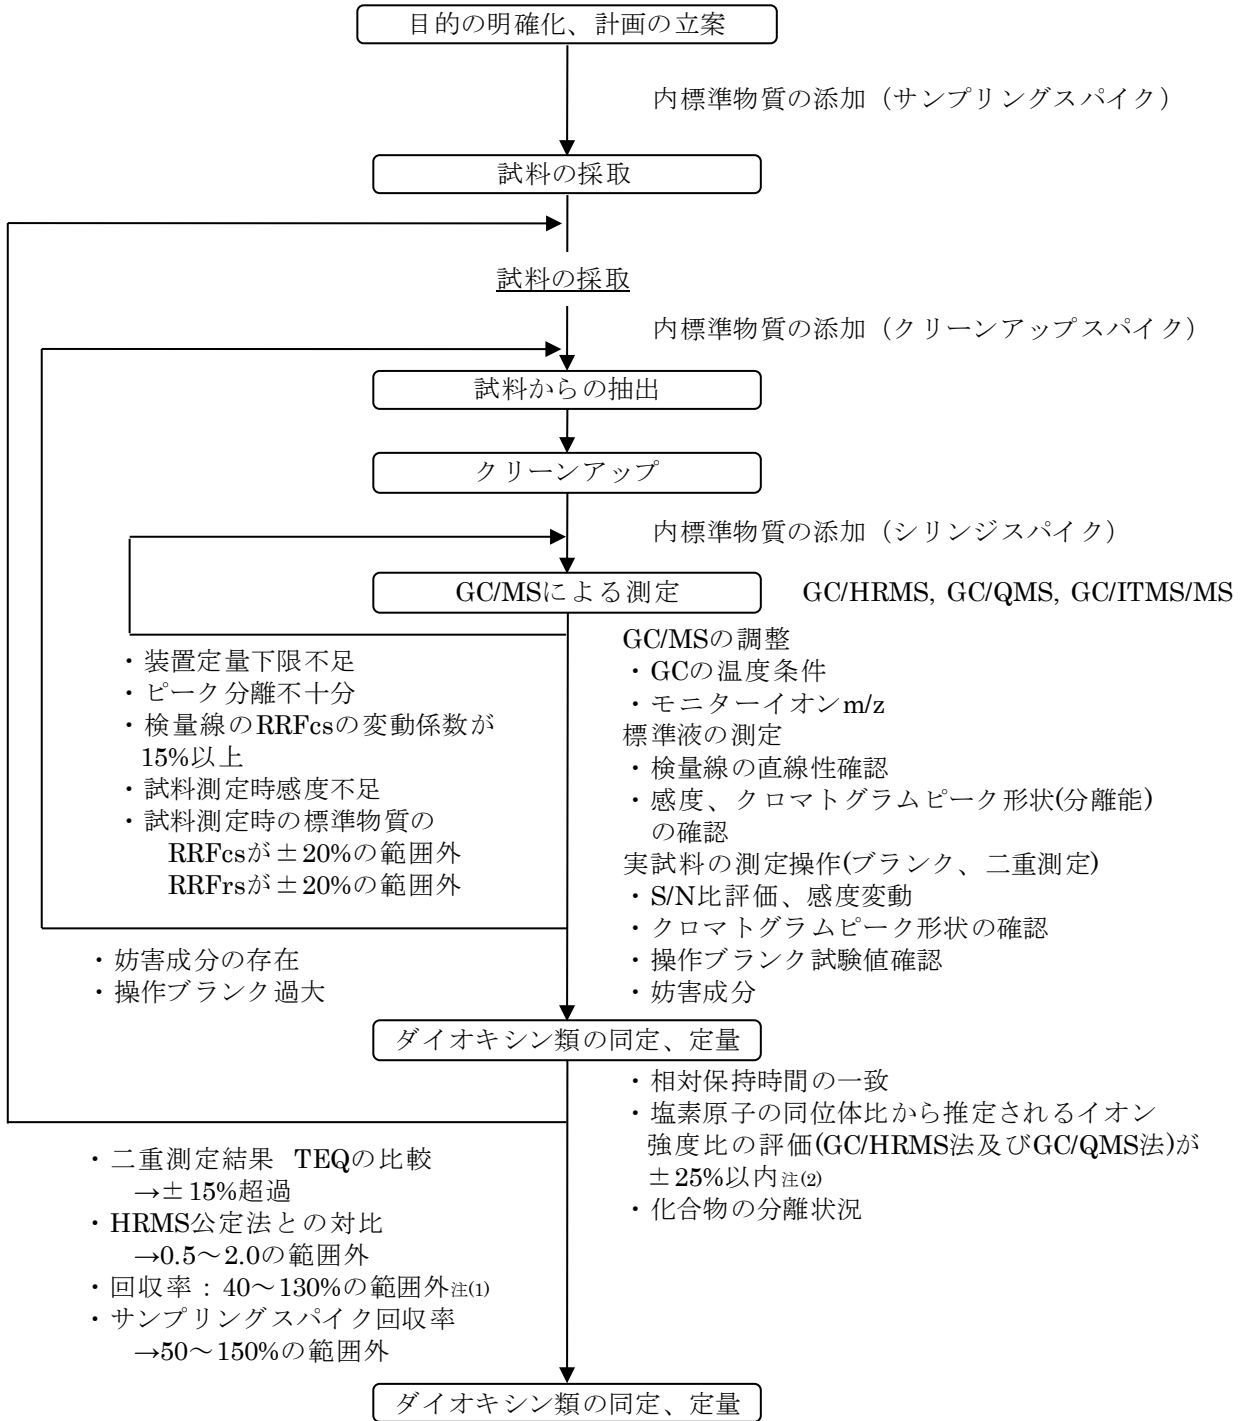 目的の明確化、計画の立案
内標準物質の添加（サンプリングスパイク）
試料の採取
試料の採取
内標準物質の添加（クリーンアップスパイク）
試料からの抽出
クリーンアップ
内標準物質の添加（シリンジスパイク）
GC/MSによる測定
GC/HRMS, GC/QMS, GC/ITMS/MS
・装置定量下限不足
・ピーク分離不十分
・検量線のRRFcsの変動係数が
15%以上
・試料測定時感度不足
・試料測定時の標準物質の
RRFcsが±20%の範囲外
RRFrsが±20%の範囲外
GC/MSの調整
・GCの温度条件
・モニターイオンm/z
標準液の測定
・検量線の直線性確認
・感度、クロマトグラムピーク形状(分離能)
の確認
実試料の測定操作(ブランク、二重測定)
・S/N比評価、感度変動
・クロマトグラムピーク形状の確認
・操作ブランク試験値確認
・妨害成分
・妨害成分の存在
・操作ブランク過大
ダイオキシン類の同定、定量
・相対保持時間の一致
・塩素原子の同位体比から推定されるイオン
強度比の評価(GC/HRMS法及びGC/QMS法)が
±25%以内注(2)
・化合物の分離状況
・二重測定結果 TEQの比較
→±15%超過
・HRMS公定法との対比
→0.5～2.0の範囲外
・回収率：40～130%の範囲外注(1)
・サンプリングスパイク回収率
→50～150%の範囲外
ダイオキシン類の同定、定量